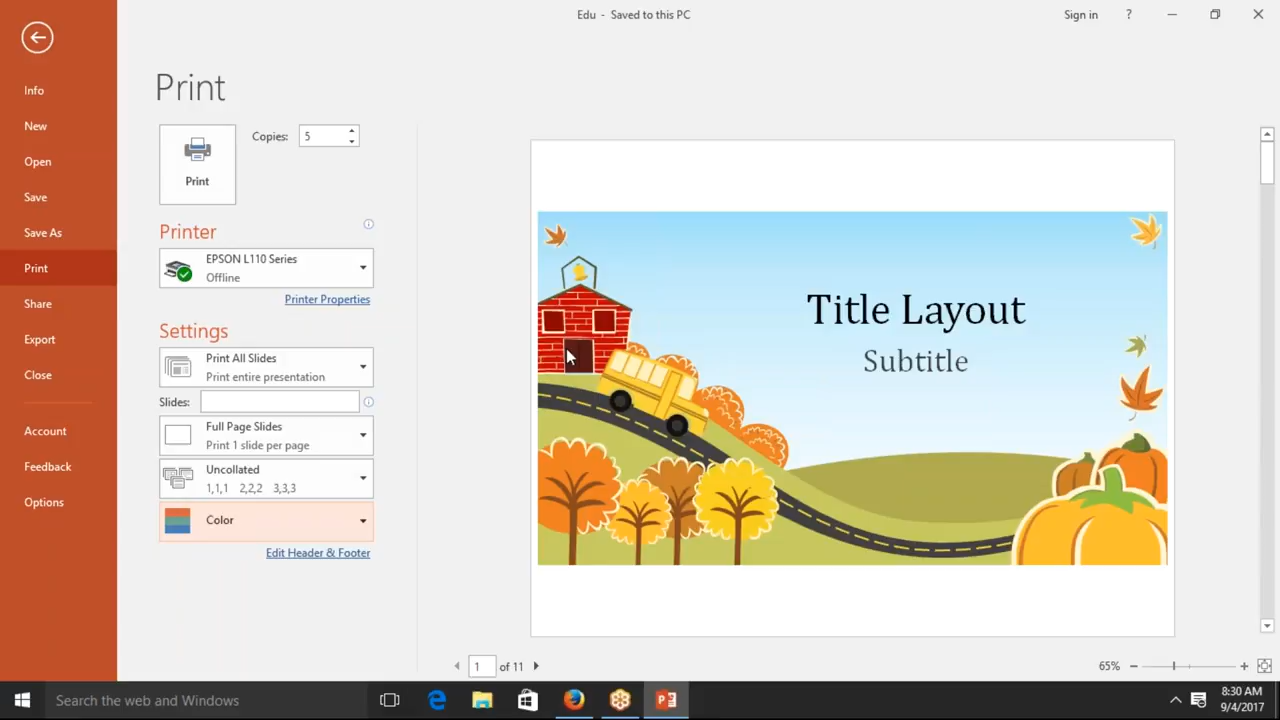 Edu - Saved to this PC
Sign in
?
Info
New
Open
Save
Save As
Print
Share
Export
Close
Account
Feedback
Options
Print
Print
Copies: 5
Printer
EPSON L110 Series
Offline
Printer Properties
Settings
Print All Slides
Print entire presentation
Slides:
Full Page Slides
Print 1 slide per page
Uncollated
1,1,1 2,2,2 3,3,3
Color
Edit Header & Footer
Title Layout
Subtitle
1 of 11
65%
Search the web and Windows
8:30 AM
9/4/2017